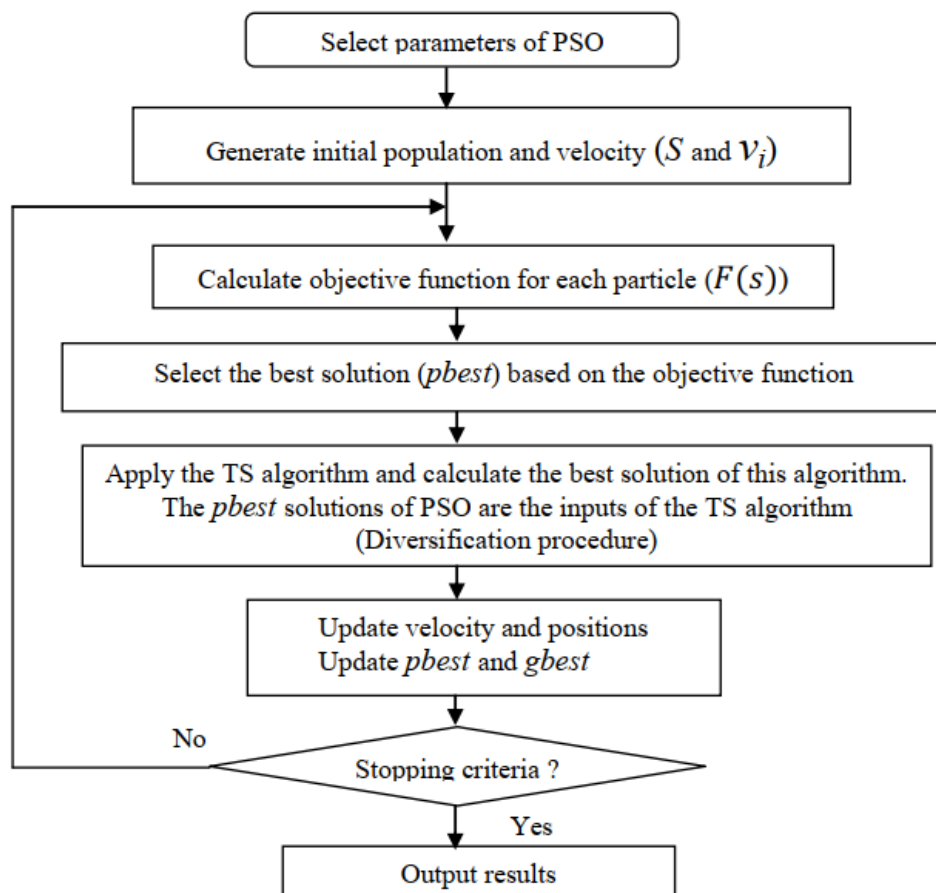 Select parameters of PSO
Generate initial population and velocity (S and v_i)
Calculate objective function for each particle (F(s))
Select the best solution (pbest) based on the objective function
Apply the TS algorithm and calculate the best solution of this algorithm.
The pbest solutions of PSO are the inputs of the TS algorithm
(Diversification procedure)
Update velocity and positions
Update pbest and gbest
No
Stopping criteria ?
Yes
Output results